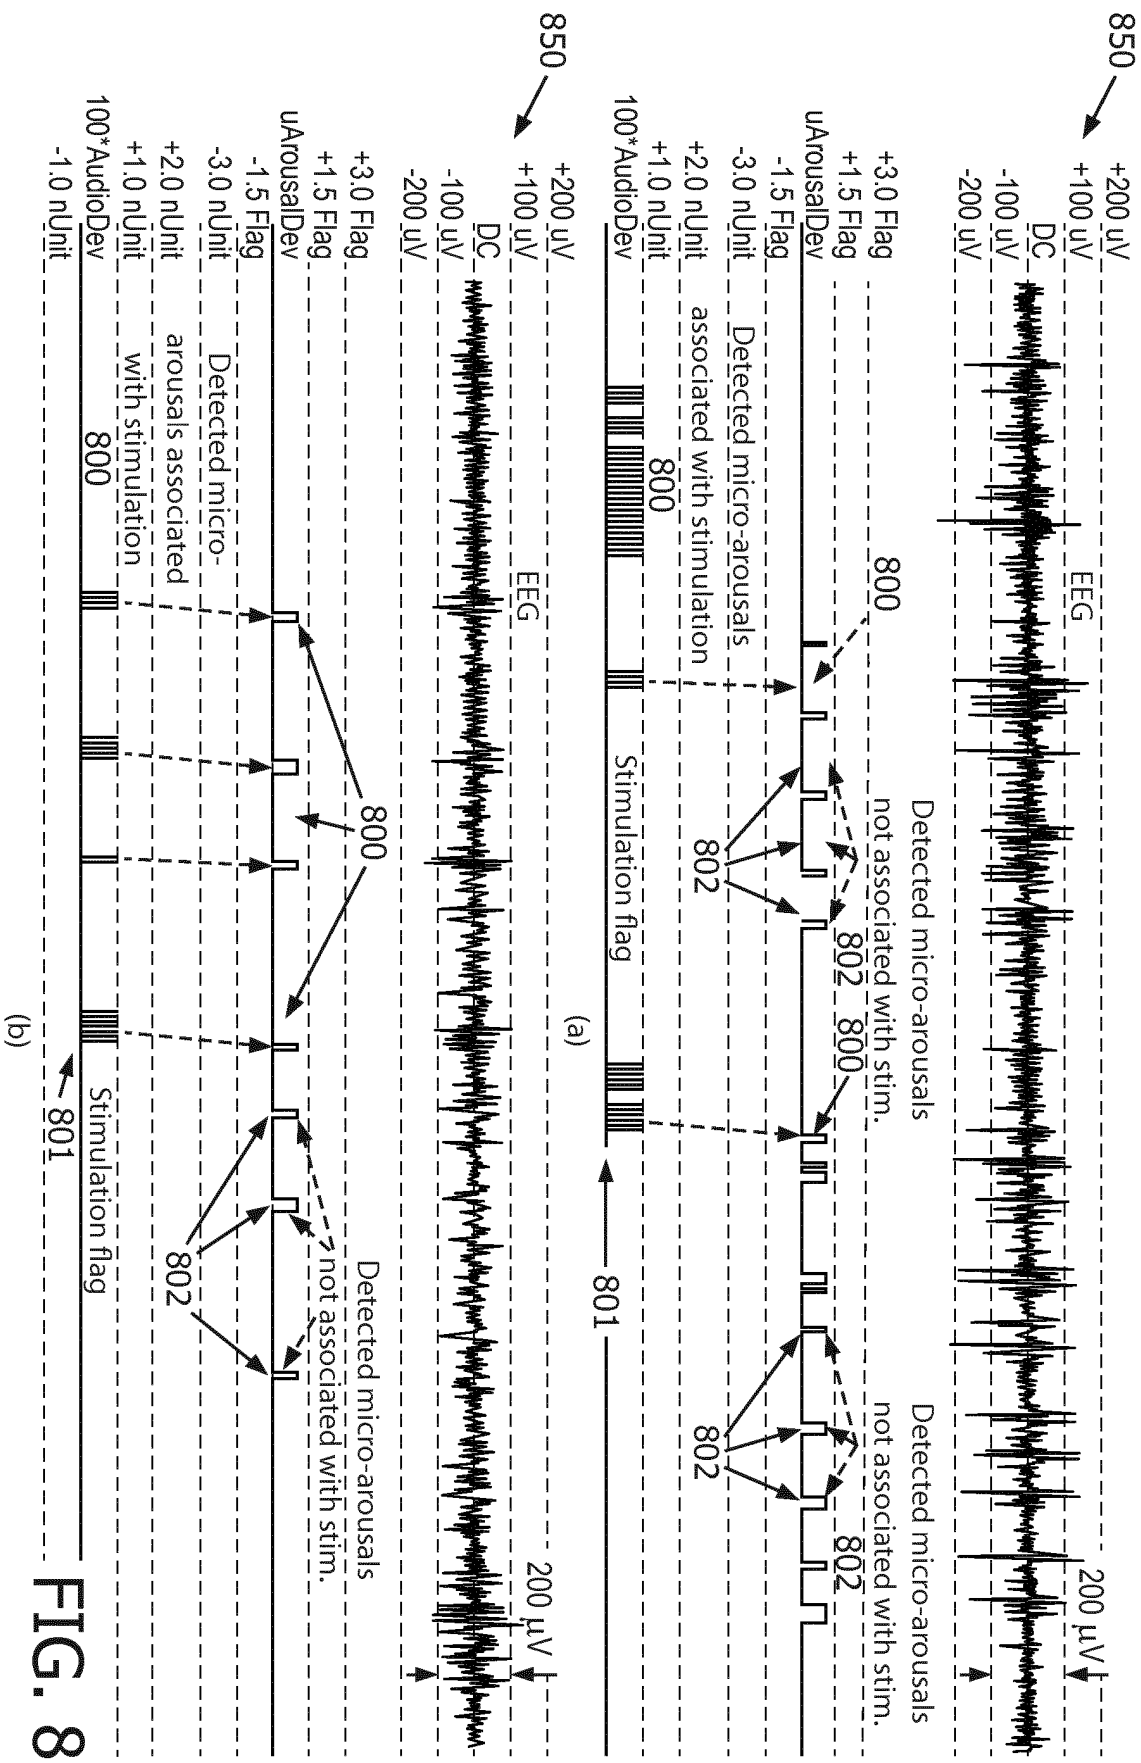 850
+200 uV
+100 uV
DC
-100 uV
-200 uV
EEG
200 μV
+3.0 Flag
+1.5 Flag
uArousalDev
-1.5 Flag
-3.0 nUnit
+2.0 nUnit
+1.0 nUnit
100*AudioDev
800
Detected micro-arousals
not associated with stim.
802
800
Detected micro-arousals
not associated with stim.
802
802
802
Detected micro-arousals
associated with stimulation
800
Stimulation flag
801
(a)
850
+200 uV
+100 uV
DC
-100 uV
-200 uV
EEG
200 μV
+3.0 Flag
+1.5 Flag
uArousalDev
-1.5 Flag
-3.0 nUnit
+2.0 nUnit
+1.0 nUnit
100*AudioDev
-1.0 nUnit
800
Detected micro-arousals
not associated with stim.
802
Detected micro-
arousals associated
with stimulation
800
Stimulation flag
801
(b)
FIG. 8